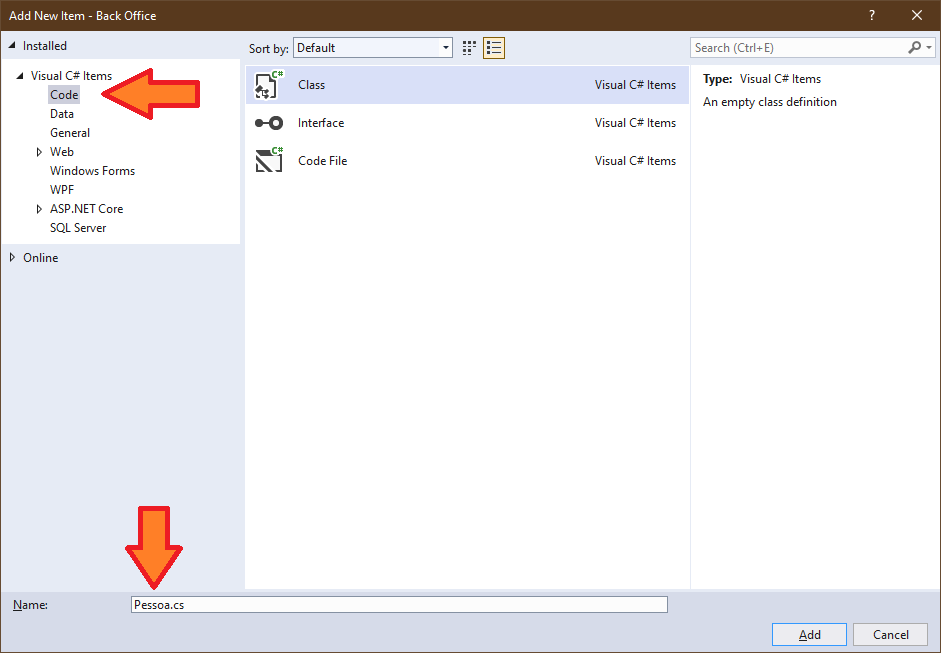 Add New Item - Back Office
?
Installed
Sort by: Default
Search (Ctrl+E)
Visual C# Items
Code
Data
General
Web
Windows Forms
WPF
ASP.NET Core
SQL Server
Online
C# Class Visual C# Items
Interface Visual C# Items
C# Code File Visual C# Items
Type: Visual C# Items
An empty class definition
Name: Pessoa.cs
Add Cancel